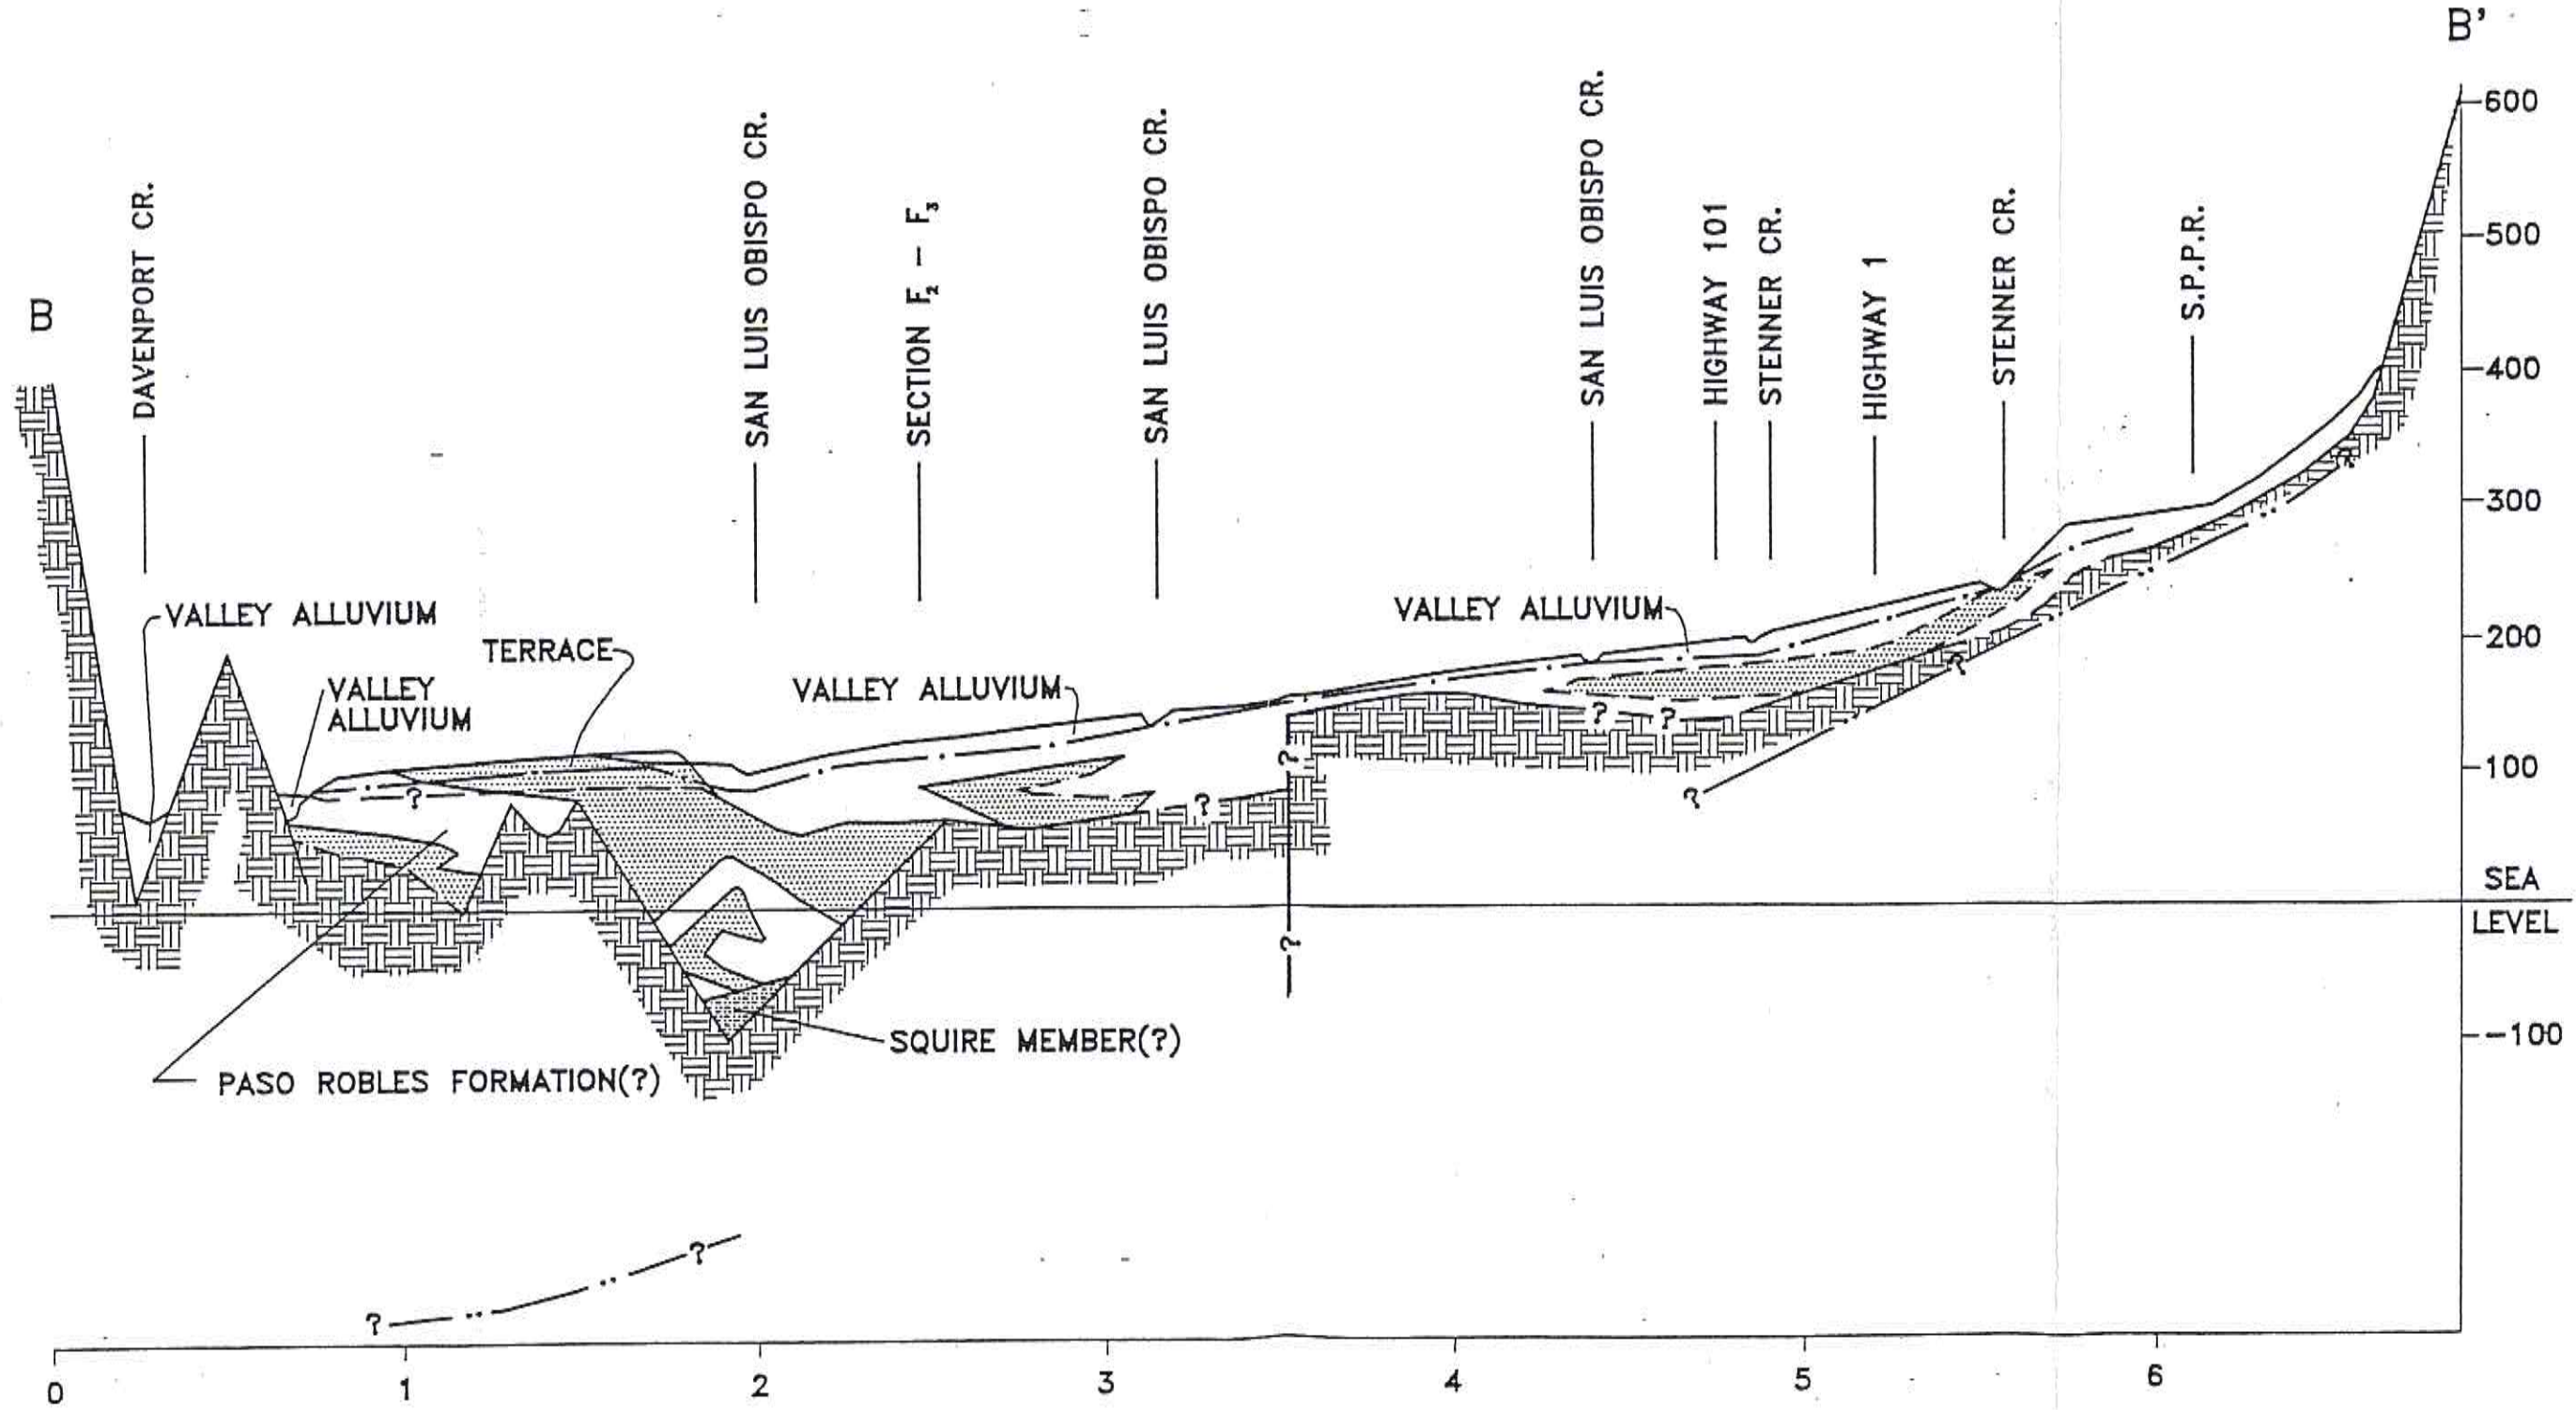 B'
B
DAVENPORT CR.
SAN LUIS OBISPO CR.
SECTION F₂ – F₃
SAN LUIS OBISPO CR.
SAN LUIS OBISPO CR.
HIGHWAY 101
STENNER CR.
HIGHWAY 1
STENNER CR.
S.P.P.R.
600
500
400
300
200
100
SEA
LEVEL
-100
VALLEY ALLUVIUM
VALLEY
ALLUVIUM
TERRACE
VALLEY ALLUVIUM
VALLEY ALLUVIUM
?
?
?
?
?
?
?
?
SQUIRE MEMBER(?)
PASO ROBLES FORMATION(?)
?
?
0
1
2
3
4
5
6